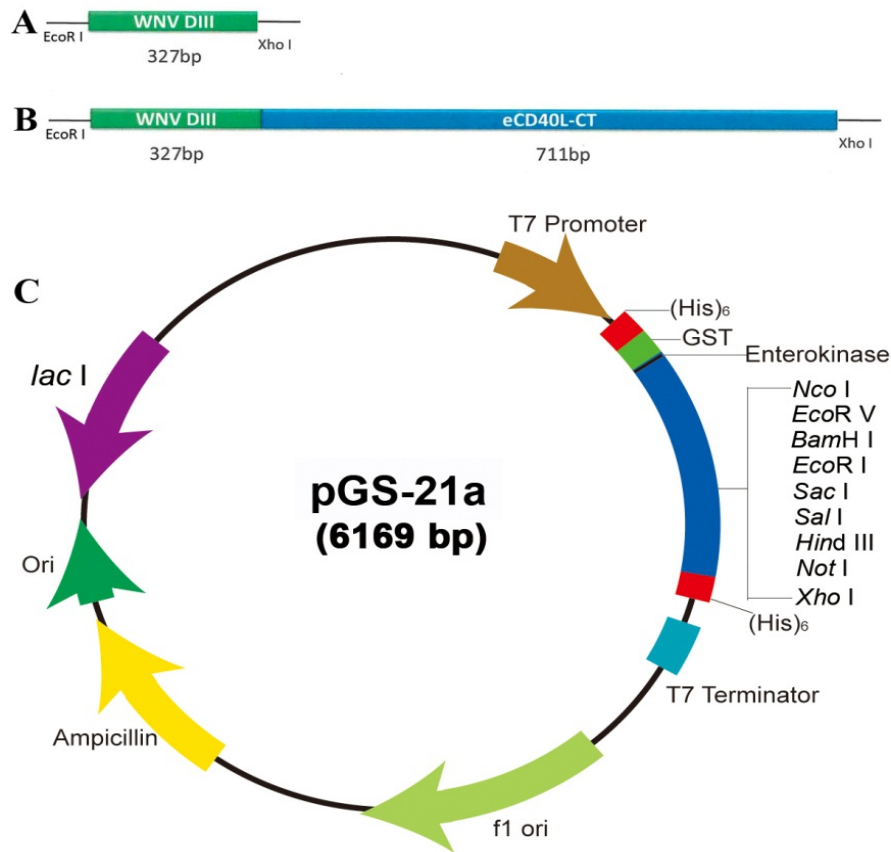 A
WNV DIII
EcoR I
Xho I
327bp
B
WNV DIII
eCD40L-CT
EcoR I
Xho I
327bp
711bp
C
T7 Promoter
(His)₆
GST
Enterokinase
Nco I
EcoR V
BamH I
EcoR I
Sac I
Sal I
Hind III
Not I
Xho I
(His)₆
T7 Terminator
f1 ori
Ampicillin
Ori
lac I
pGS-21a
(6169 bp)